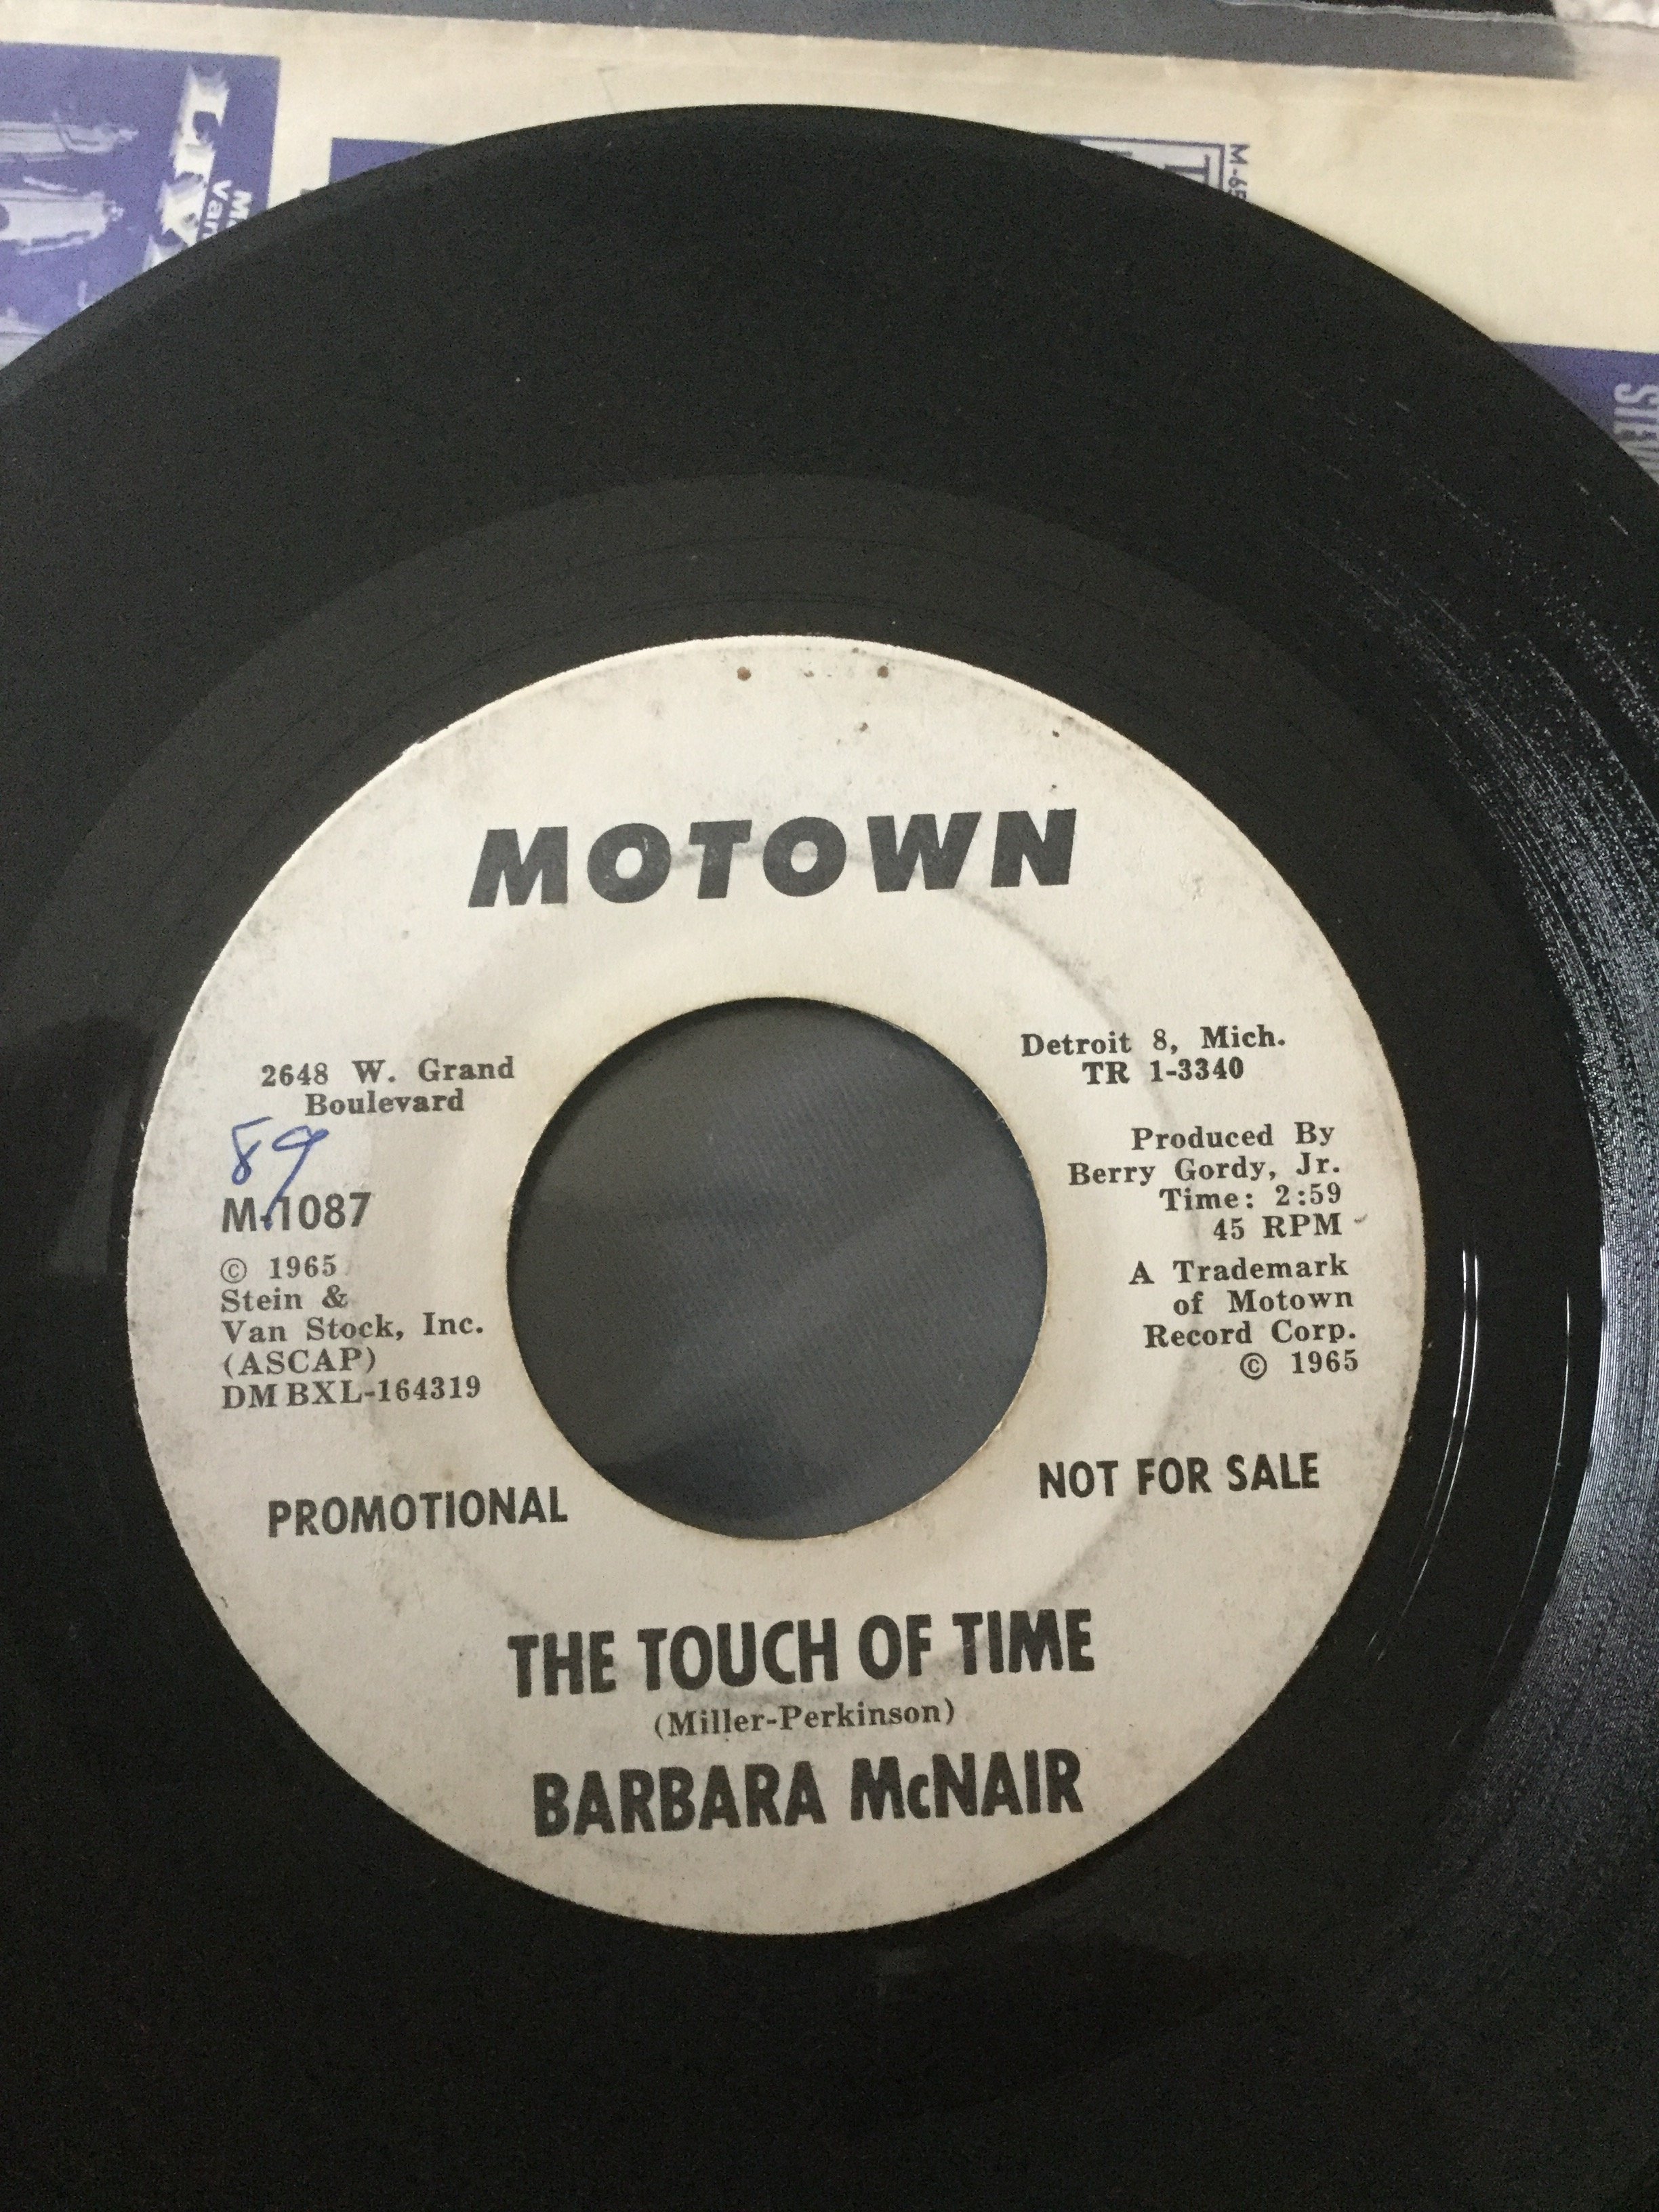 M-65
MOTOWN
2648 W. Grand
Boulevard
Detroit 8, Mich.
TR 1-3340
89
M-1087
© 1965
Stein &
Van Stock, Inc.
(ASCAP)
DM BXL-164319
Produced By
Berry Gordy, Jr.
Time: 2:59
45 RPM
A Trademark
of Motown
Record Corp.
© 1965
PROMOTIONAL
NOT FOR SALE
THE TOUCH OF TIME
(Miller-Perkinson)
BARBARA McNAIR